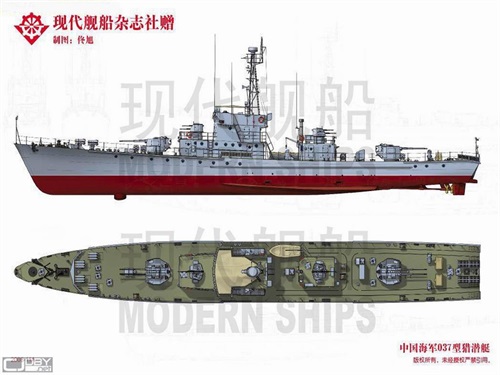 现代舰船杂志社赠
制图：佟旭
现代舰船
MODERN SHIPS
现代舰船
MODERN SHIPS
中国海军037型猎潜艇
版权所有，未经授权严禁引用。